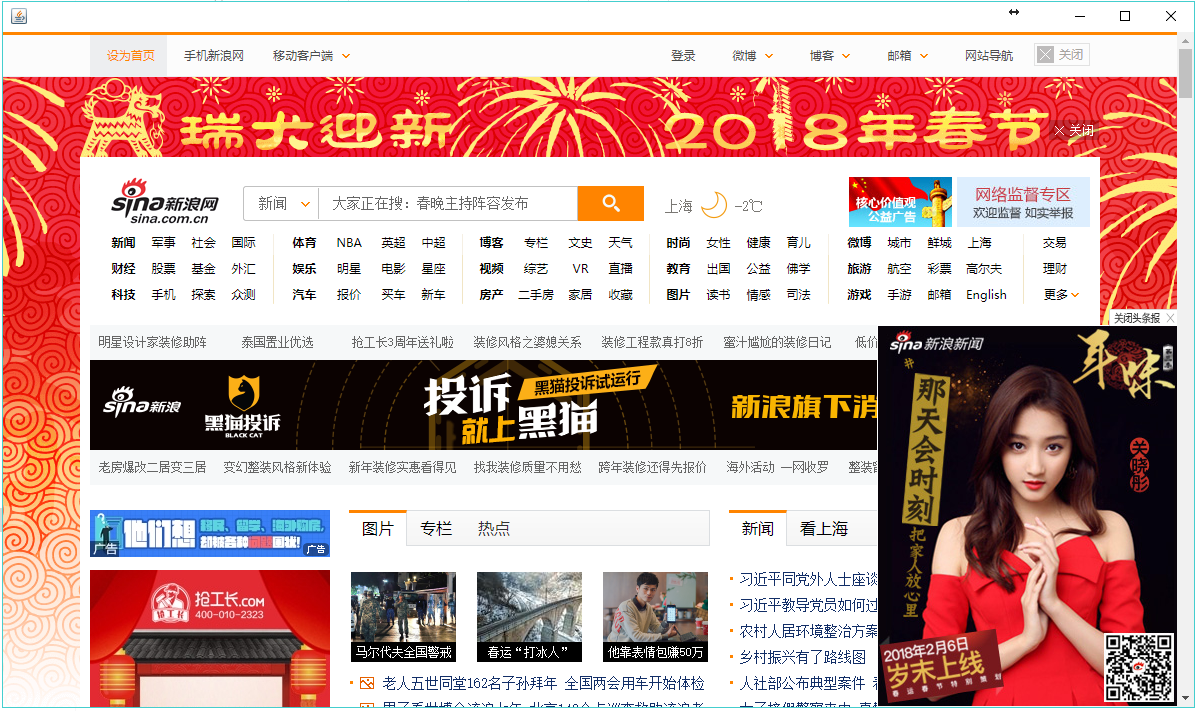 设为首页 手机新浪网 移动客户端 登录 微博 博客 邮箱 网站导航 关闭
瑞犬迎新 2018年春节 关闭
sina新浪网
sina.com.cn
新闻 大家正在搜：春晚主持阵容发布 上海 -2℃
核心价值观
公益广告
网络监督专区
欢迎监督 如实举报
新闻 军事 社会 国际 体育 NBA 英超 中超 博客 专栏 文史 天气 时尚 女性 健康 育儿 微博 城市 鲜城 上海 交易
财经 股票 基金 外汇 娱乐 明星 电影 星座 视频 综艺 VR 直播 教育 出国 公益 佛学 旅游 航空 彩票 高尔夫 理财
科技 手机 探索 众测 汽车 报价 买车 新车 房产 二手房 家居 收藏 图片 读书 情感 司法 游戏 手游 邮箱 English 更多
关闭头条报
明星设计家装修助阵 泰国置业优选 抢工长3周年送礼啦 装修风格之婆媳关系 装修工程款真打8折 蜜汁尴尬的装修日记 低价
sina新浪
黑猫投诉
BLACK CAT
投诉
就上黑猫
黑猫投诉试运行
新浪旗下消
老房爆改二居变三居 变幻整装风格新体验 新年装修实惠看得见 找我装修质量不用愁 跨年装修还得先报价 海外活动 一网收罗 整装
他们想
广告
广告
图片 专栏 热点
新闻 看上海
抢工长.COM
400-010-2323
马尔代夫全国警戒 春运“打冰人” 他靠表情包赚50万
老人五世同堂162名子孙拜年 全国两会用车开始体检
习近平同党外人士座谈
习近平教导党员如何过
农村人居环境整治方案
乡村振兴有了路线图
人社部公布典型案件
sina新浪新闻
年味
第二季
那天会时刻
把家人放心里
关晓彤
2018年2月6日
岁末上线
春运春节特别策划